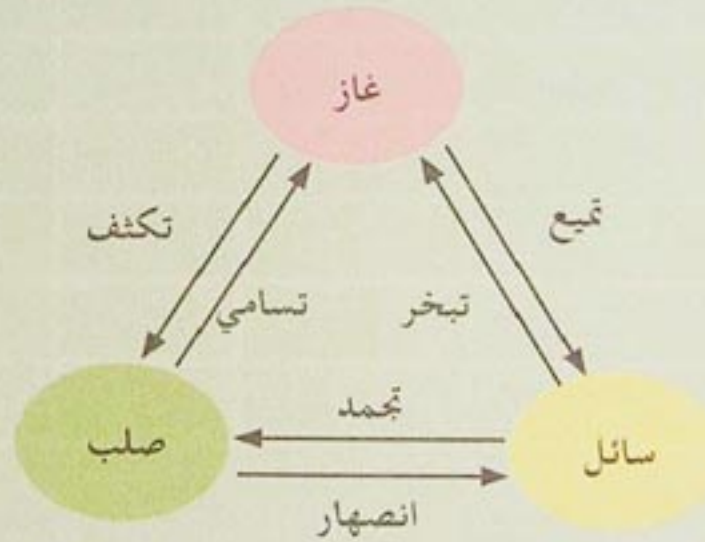 غاز
تكثف
تميع
تسامي
تبخر
صلب
تجمد
سائل
انصهار